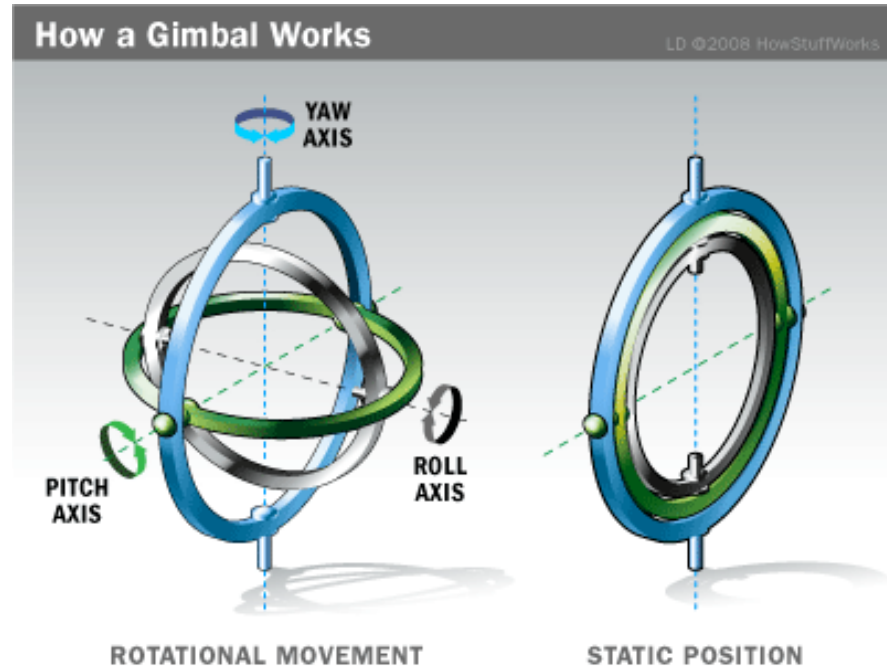 How a Gimbal Works
LD ©2008 HowStuffWorks
YAW
AXIS
PITCH
AXIS
ROLL
AXIS
ROTATIONAL MOVEMENT
STATIC POSITION